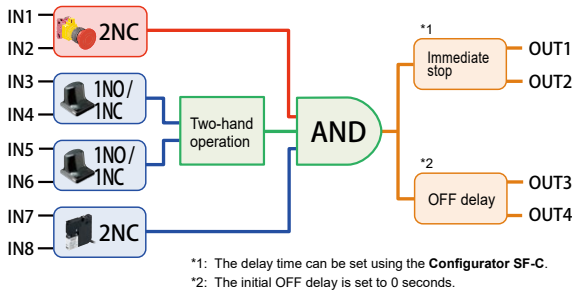 IN1
IN2
2NC
IN3
IN4
1NO/
1NC
IN5
IN6
1NO/
1NC
IN7
IN8
2NC
Two-hand
operation
AND
*1
Immediate
stop
OUT1
OUT2
*2
OFF delay
OUT3
OUT4
*1: The delay time can be set using the Configurator SF-C.
*2: The initial OFF delay is set to 0 seconds.